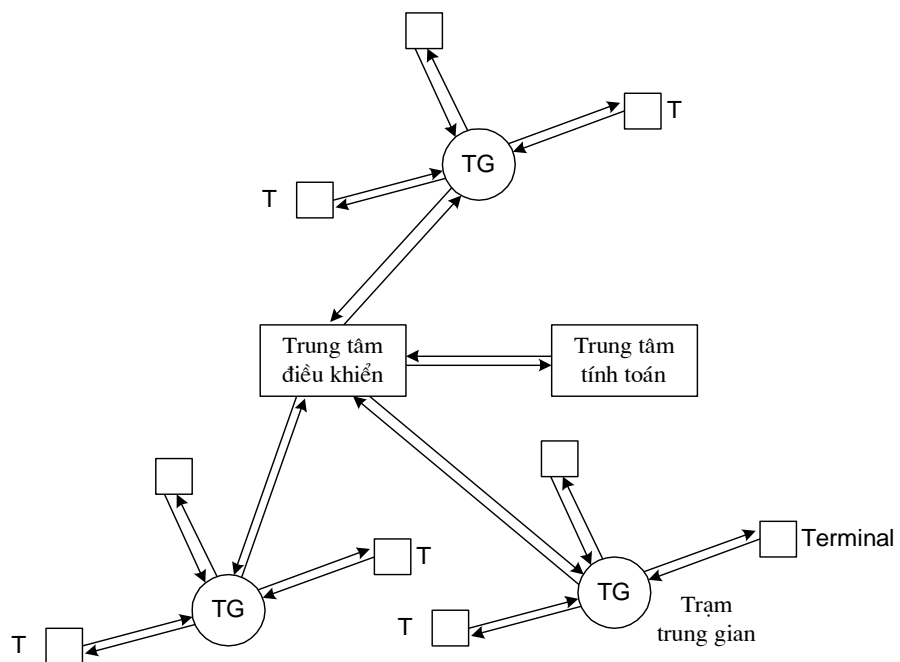 T
TG
T
Trung tâm
điều khiển
Trung tâm
tính toán
T
TG
T
Terminal
TG
T
Trạm
trung gian